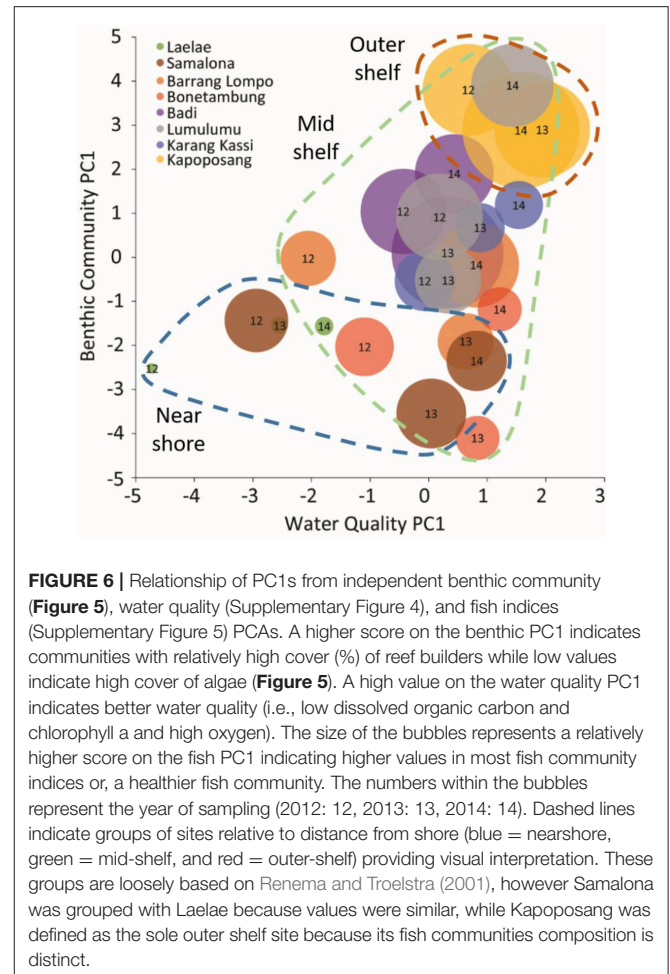 5
4
3
2
1
0
-1
-2
-3
-4
-5
Benthic Community PC1
Laelae
Samalona
Barrang Lompo
Bonetambung
Badi
Lumulumu
Karang Kassi
Kapoposang
Outer
shelf
Mid
shelf
Near
shore
12
14
14
13
14
14
12
12
13
13
12
14
12
13
14
12
13
14
12
13
14
12
13
13
-5
-4
-3
-2
-1
0
1
2
3
Water Quality PC1
FIGURE 6 | Relationship of PC1s from independent benthic community
(Figure 5), water quality (Supplementary Figure 4), and fish indices
(Supplementary Figure 5) PCAs. A higher score on the benthic PC1 indicates
communities with relatively high cover (%) of reef builders while low values
indicate high cover of algae (Figure 5). A high value on the water quality PC1
indicates better water quality (i.e., low dissolved organic carbon and
chlorophyll a and high oxygen). The size of the bubbles represents a relatively
higher score on the fish PC1 indicating higher values in most fish community
indices or, a healthier fish community. The numbers within the bubbles
represent the year of sampling (2012: 12, 2013: 13, 2014: 14). Dashed lines
indicate groups of sites relative to distance from shore (blue = nearshore,
green = mid-shelf, and red = outer-shelf) providing visual interpretation. These
groups are loosely based on Renema and Troelstra (2001), however Samalona
was grouped with Laelae because values were similar, while Kapoposang was
defined as the sole outer shelf site because its fish communities composition is
distinct.